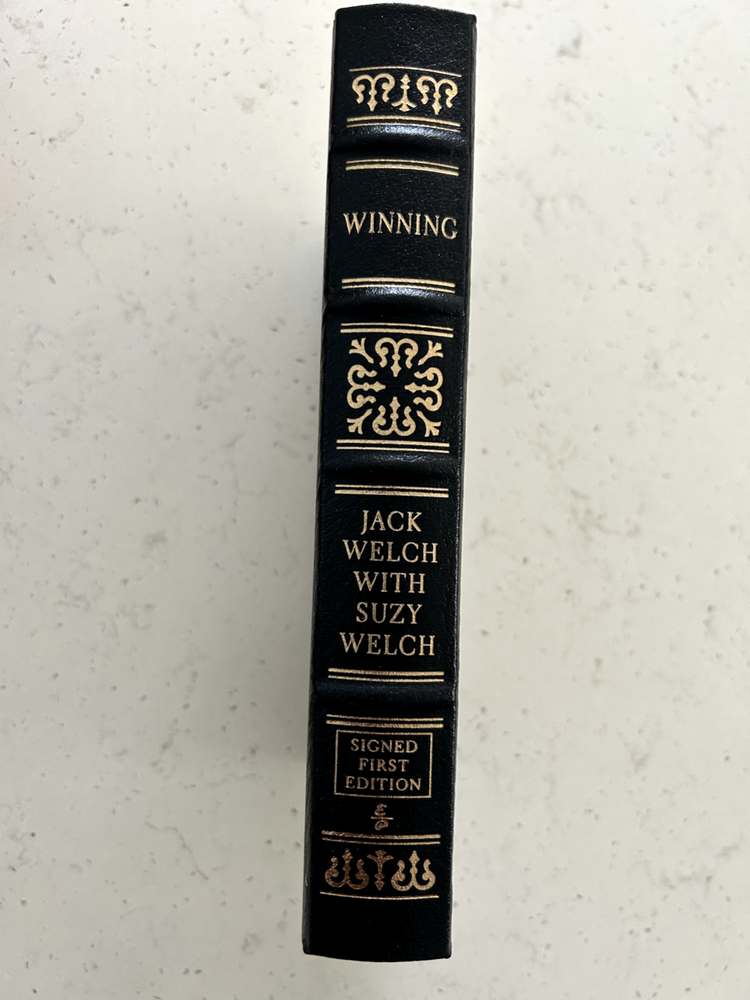 WINNING
JACK
WELCH
WITH
SUZY
WELCH
SIGNED
FIRST
EDITION